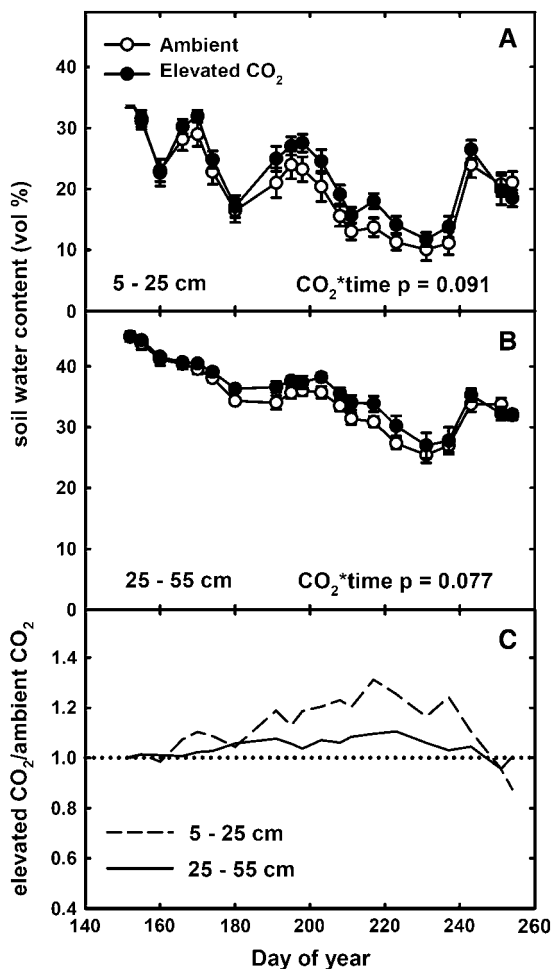 A
Ambient
Elevated CO₂
40
30
20
10
0
5 - 25 cm
CO₂*time p = 0.091
soil water content (vol %)
B
40
30
20
10
0
25 - 55 cm
CO₂*time p = 0.077
C
1.4
1.2
1.0
0.8
0.6
0.4
elevated CO₂/ambient CO₂
5 - 25 cm
25 - 55 cm
140 160 180 200 220 240 260
Day of year